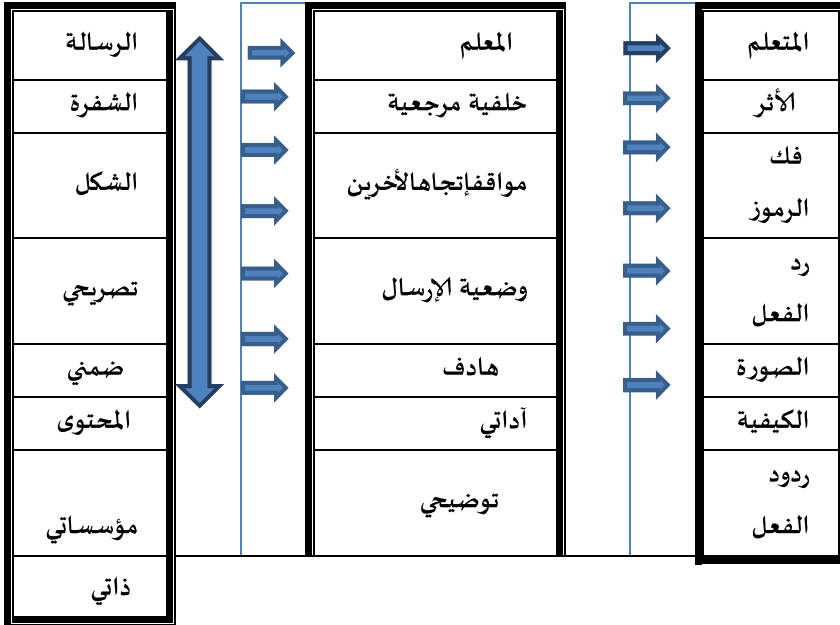 المتعلم
الأثر
فك
الرموز
رد
الفعل
الصورة
الكيفية
ردود
الفعل
المعلم
خلفية مرجعية
مواقفإتجاهالأخرين
وضعية الإرسال
هادف
آداتي
توضيحي
الرسالة
الشفرة
الشكل
تصريحي
ضمني
المحتوى
مؤسساتي
ذاتي